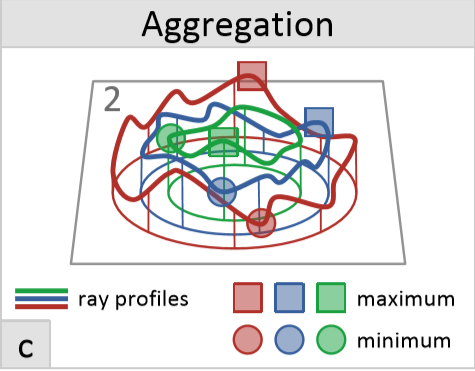 Aggregation
2
ray profiles
maximum
minimum
c